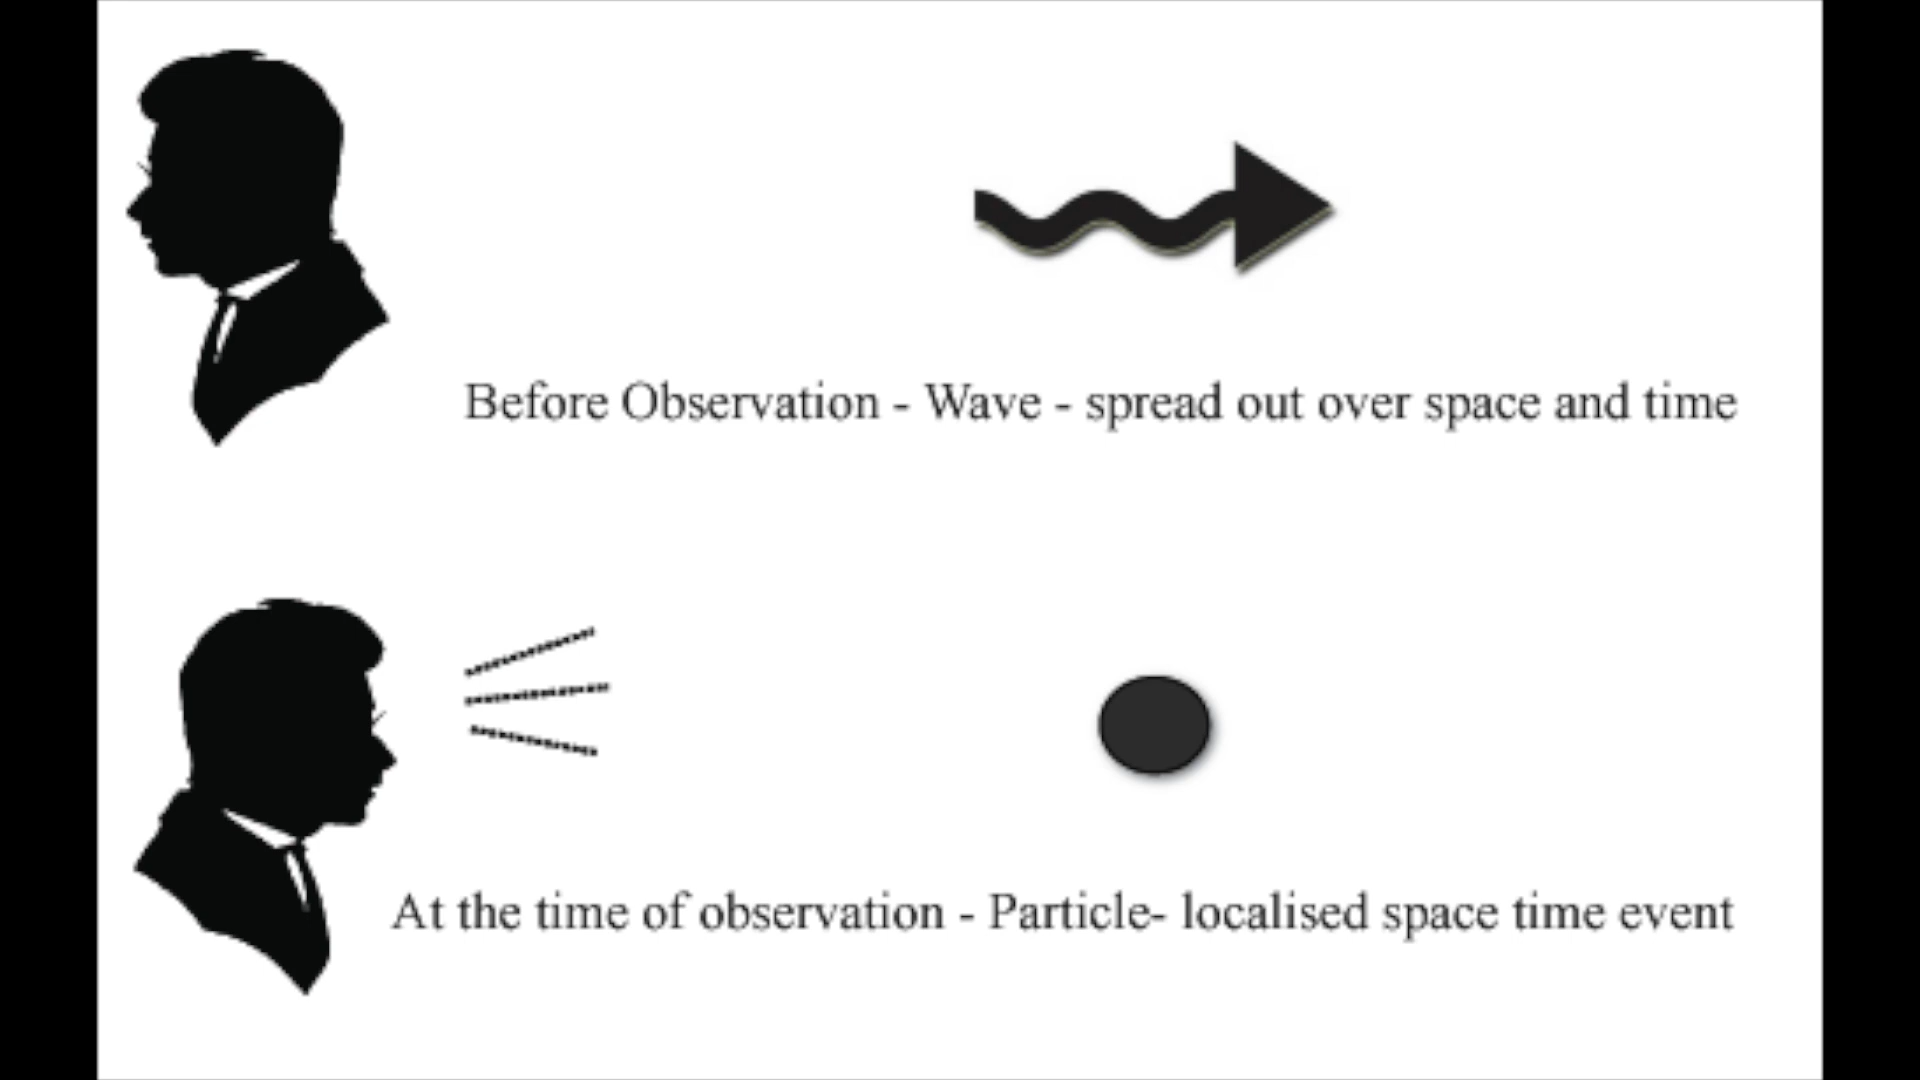 Before Observation - Wave - spread out over space and time
At the time of observation - Particle- localised space time event